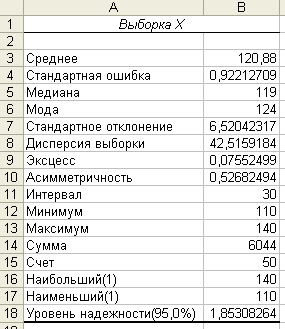 A B
1 Выборка X
2
3 Среднее 120,88
4 Стандартная ошибка 0,92212709
5 Медиана 119
6 Мода 124
7 Стандартное отклонение 6,52042317
8 Дисперсия выборки 42,5159184
9 Эксцесс 0,07552499
10 Асимметричность 0,52682494
11 Интервал 30
12 Минимум 110
13 Максимум 140
14 Сумма 6044
15 Счет 50
16 Наибольший(1) 140
17 Наименьший(1) 110
18 Уровень надежности(95,0%) 1,85308264